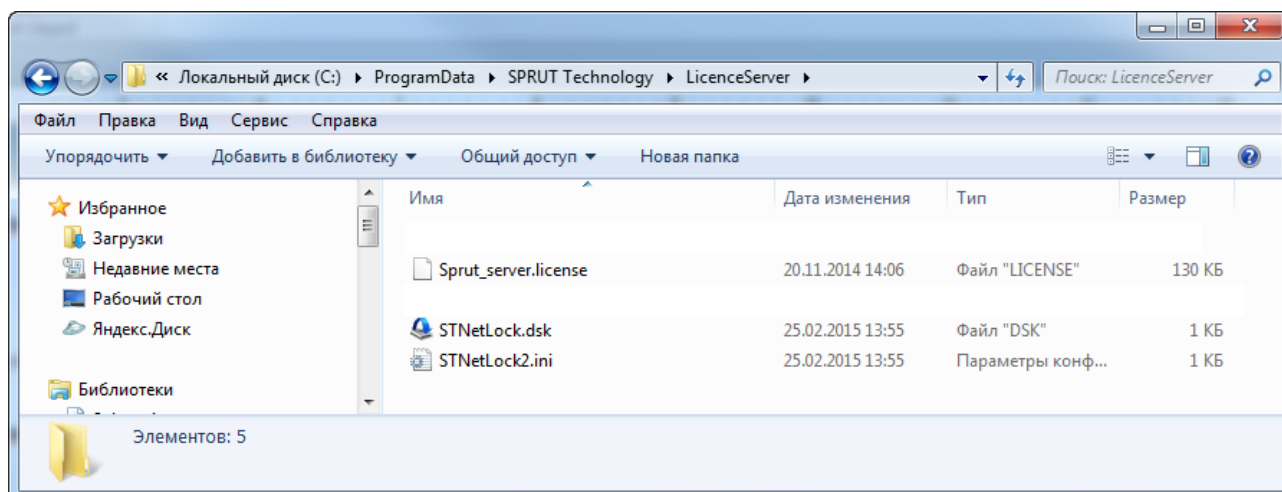 « Локальный диск (C:) ▸ ProgramData ▸ SPRUT Technology ▸ LicenceServer ▸ Поиск: LicenceServer
Файл Правка Вид Сервис Справка
Упорядочить Добавить в библиотеку Общий доступ Новая папка
Имя Дата изменения Тип Размер
Избранное
Загрузки
Недавние места
Рабочий стол
Яндекс.Диск
Библиотеки
Sprut_server.license 20.11.2014 14:06 Файл "LICENSE" 130 КБ
STNetLock.dsk 25.02.2015 13:55 Файл "DSK" 1 КБ
STNetLock2.ini 25.02.2015 13:55 Параметры конф... 1 КБ
Элементов: 5